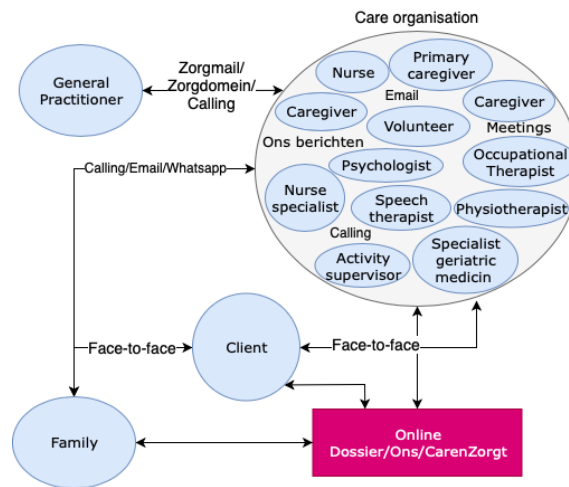 Care organisation
General
Practitioner
Zorgmail/
Zorgdomein/
Calling
Nurse
Primary
caregiver
Email
Caregiver
Caregiver
Volunteer
Meetings
Ons berichten
Psychologist
Occupational
Therapist
Calling/Email/Whatsapp
Nurse
specialist
Speech
therapist
Physiotherapist
Calling
Activity
supervisor
Specialist
geriatric
medicin
Face-to-face
Client
Face-to-face
Family
Online
Dossier/Ons/CarenZorgt